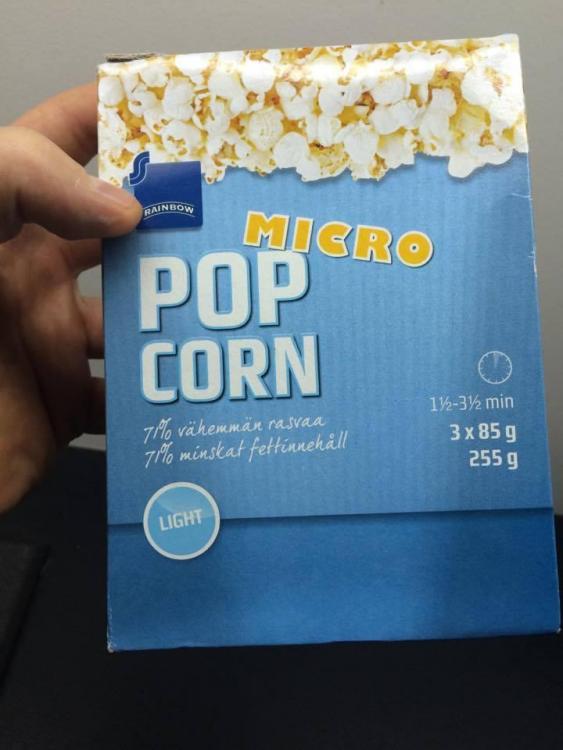 RAINBOW
MICRO
POP
CORN
71% vähemmän rasvaa
71% minskat fettinnehåll
1½-3½ min
3 x 85 g
255 g
LIGHT